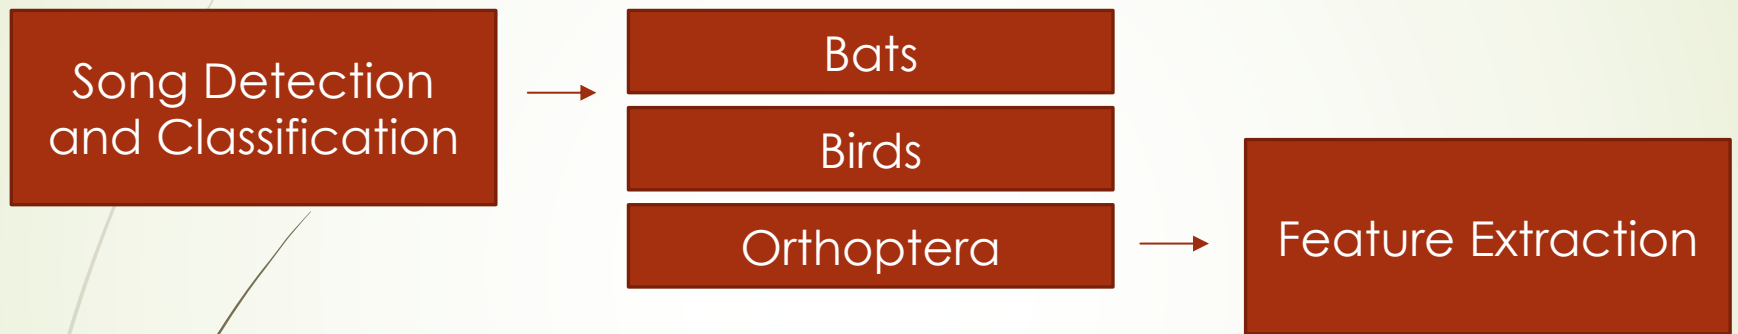 Song Detection
and Classification
Bats
Birds
Orthoptera
Feature Extraction